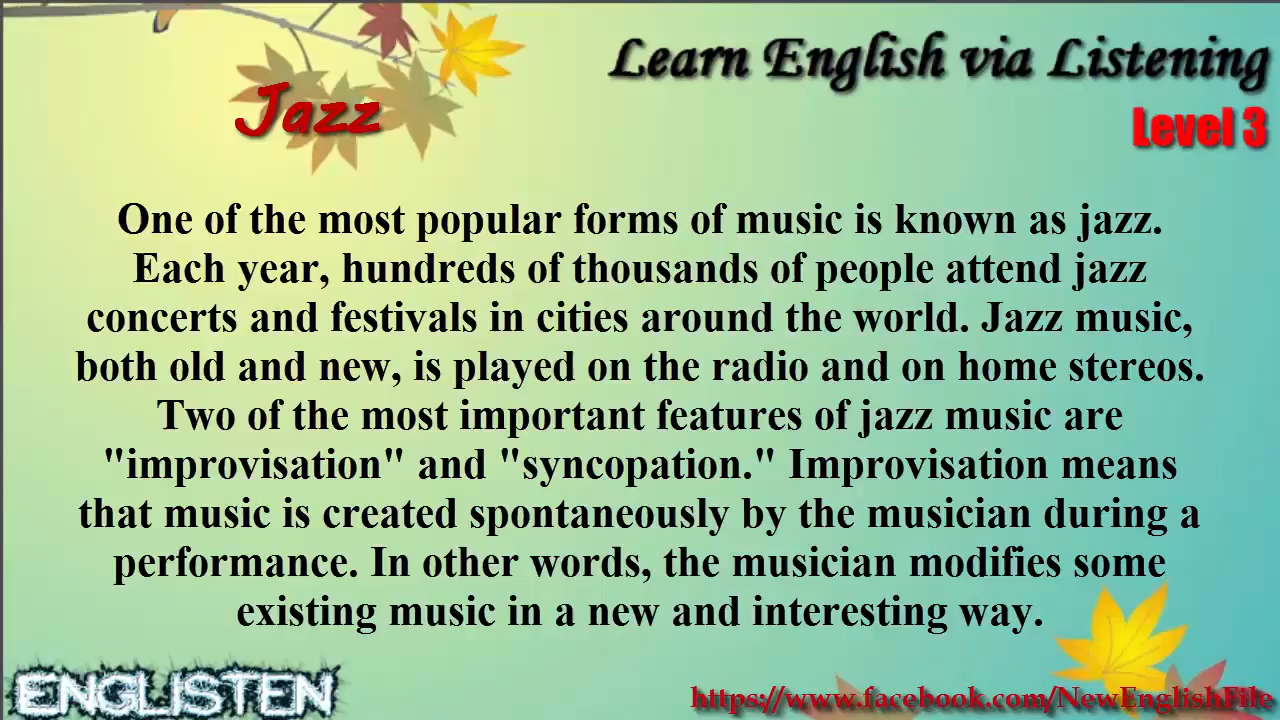 Learn English via Listening
Jazz
Level 3
One of the most popular forms of music is known as jazz.
Each year, hundreds of thousands of people attend jazz
concerts and festivals in cities around the world. Jazz music,
both old and new, is played on the radio and on home stereos.
Two of the most important features of jazz music are
"improvisation" and "syncopation." Improvisation means
that music is created spontaneously by the musician during a
performance. In other words, the musician modifies some
existing music in a new and interesting way.
ENGLISTEN
https://www.facebook.com/NewEnglishFile